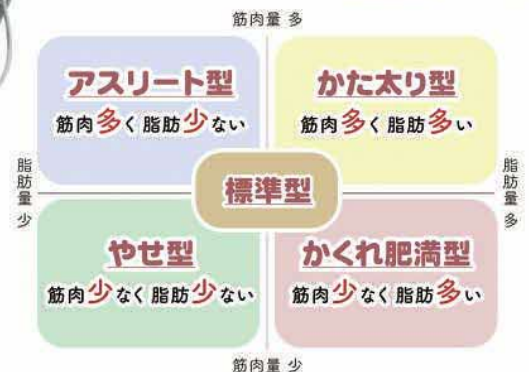 筋肉量 多
アスリート型
筋肉多く脂肪少ない
かた太り型
筋肉多く脂肪多い
脂肪量 少
標準型
脂肪量 多
やせ型
筋肉少なく脂肪少ない
かくれ肥満型
筋肉少なく脂肪多い
筋肉量 少